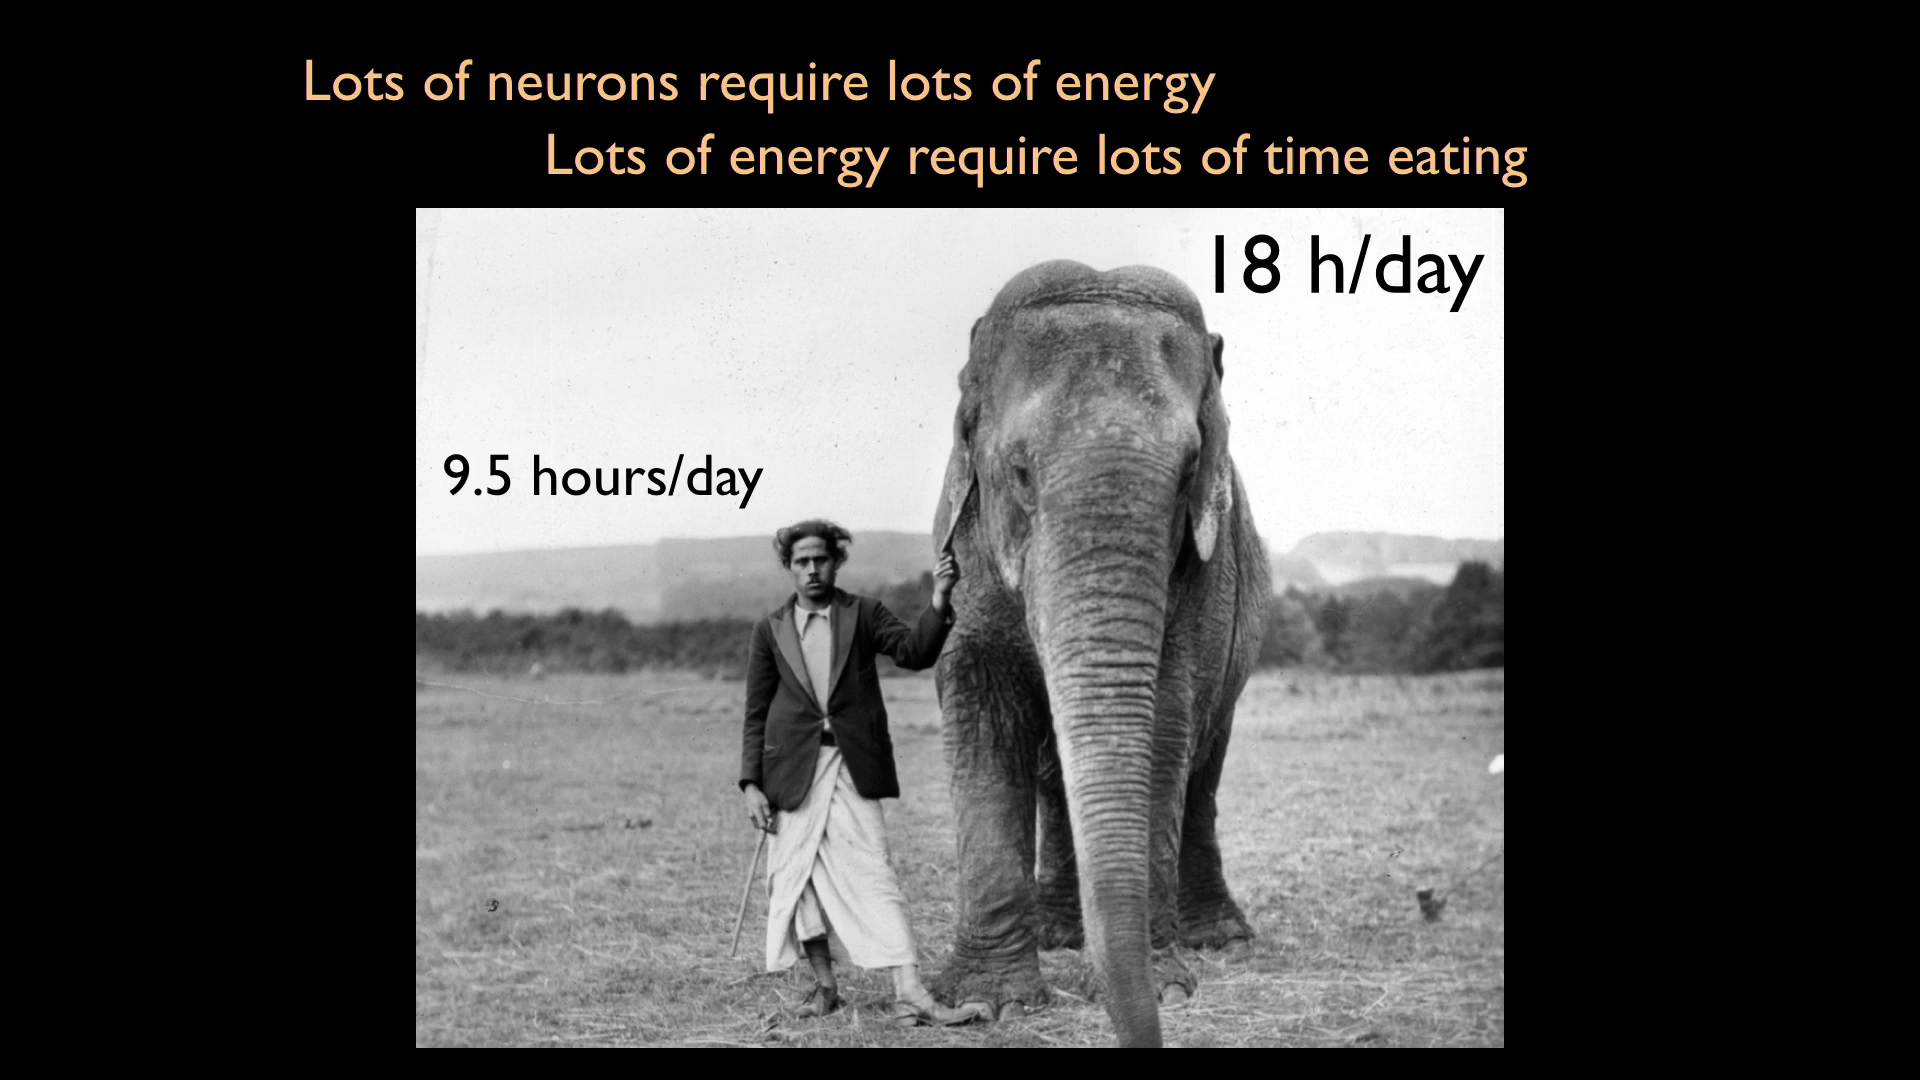 Lots of neurons require lots of energy
Lots of energy require lots of time eating
18 h/day
9.5 hours/day